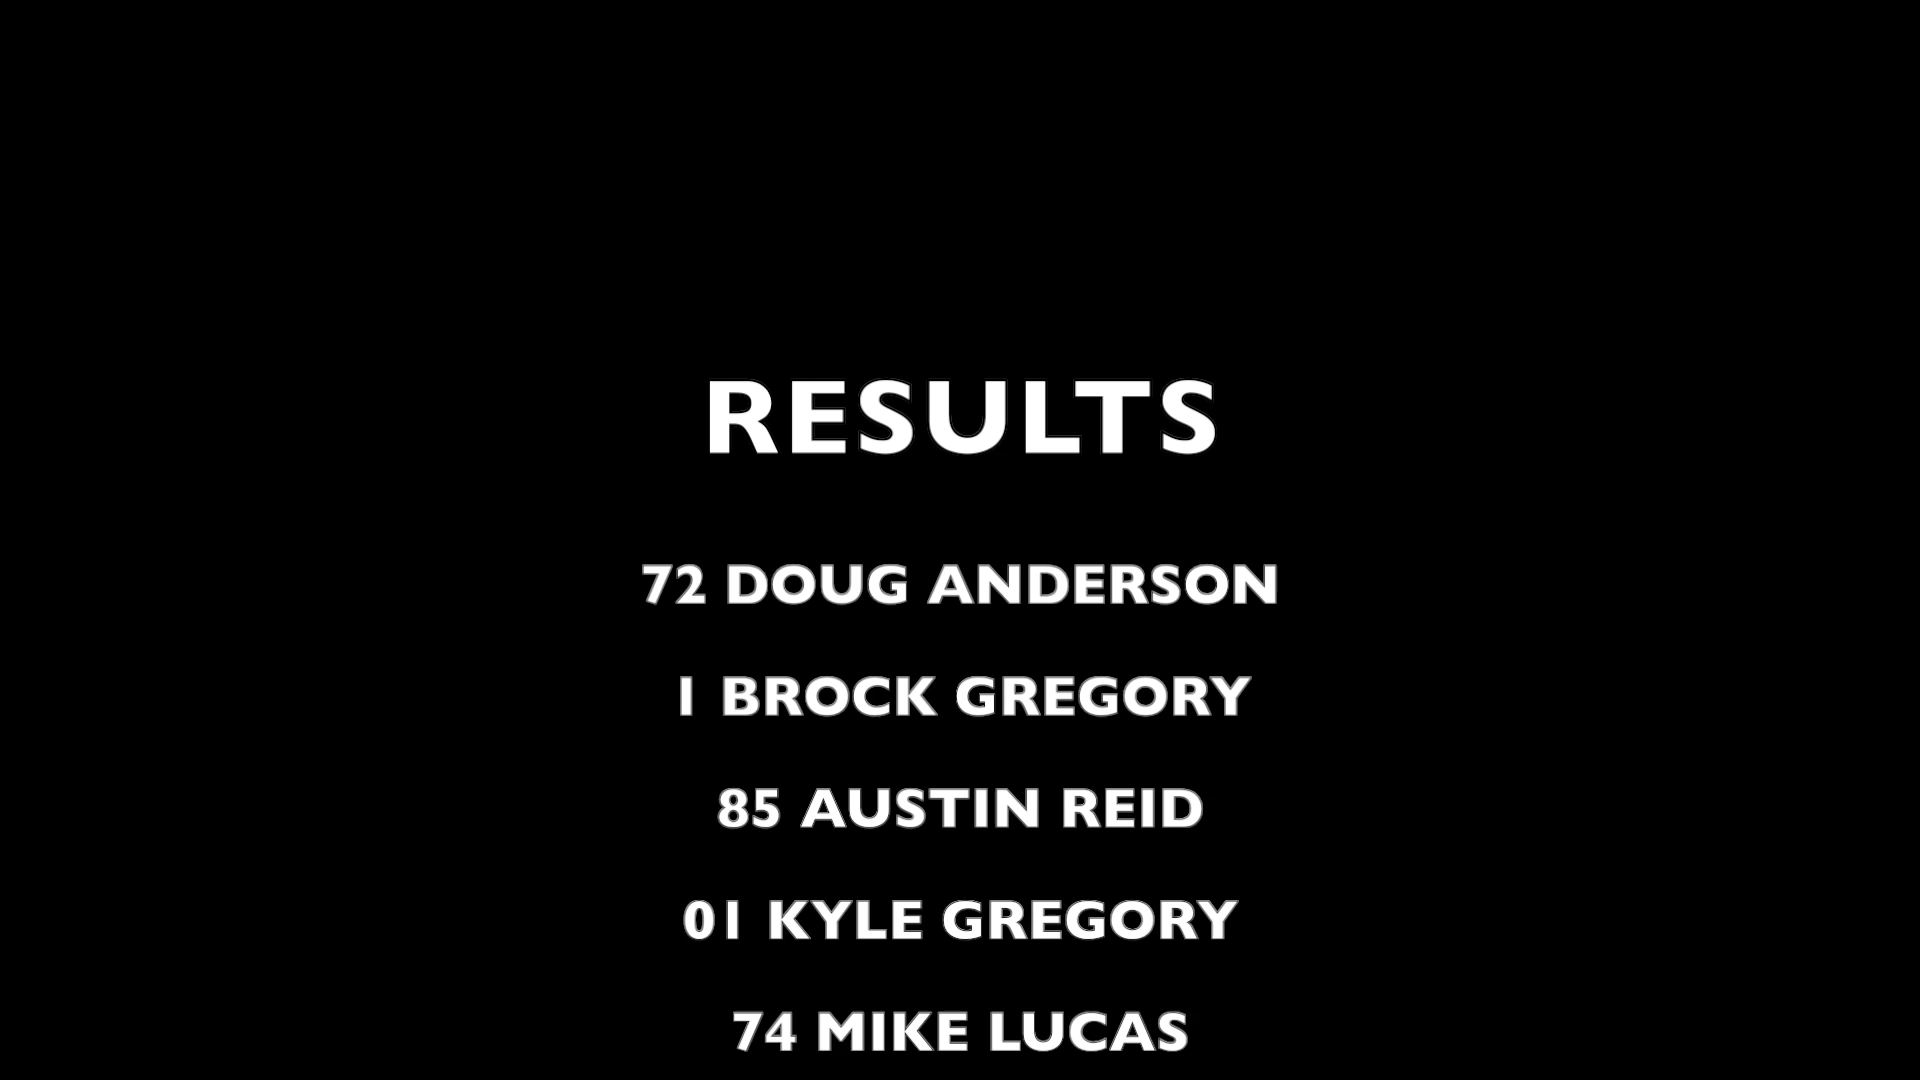 RESULTS
72 DOUG ANDERSON
1 BROCK GREGORY
85 AUSTIN REID
01 KYLE GREGORY
74 MIKE LUCAS